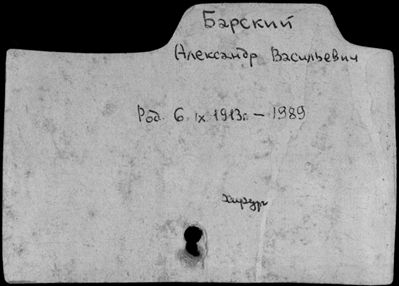 Барский
Александр Васильевич
Род. 6 IX 1913г. – 1989
хирург